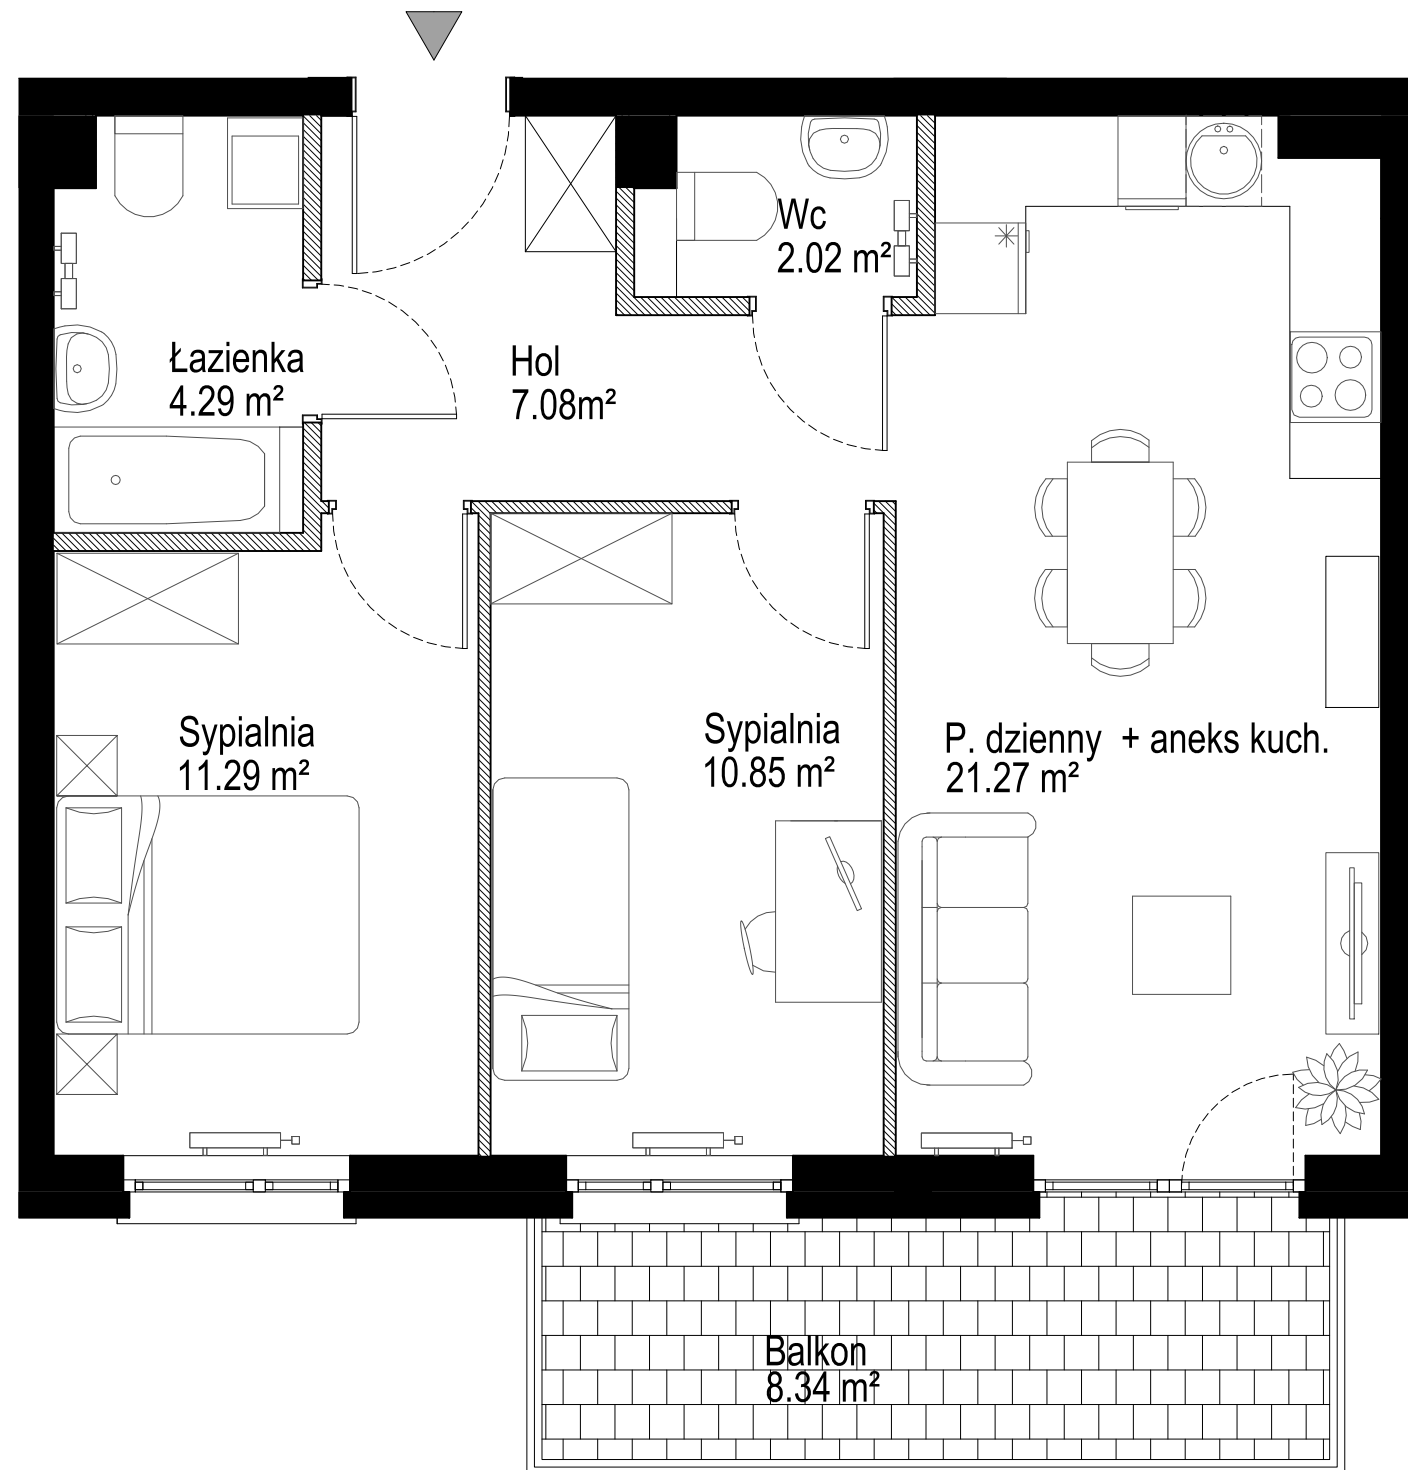 Wc
2.02 m²
Łazienka
4.29 m²
Hol
7.08m²
Sypialnia
11.29 m²
Sypialnia
10.85 m²
P. dzienny + aneks kuch.
21.27 m²
Balkon
8.34 m²